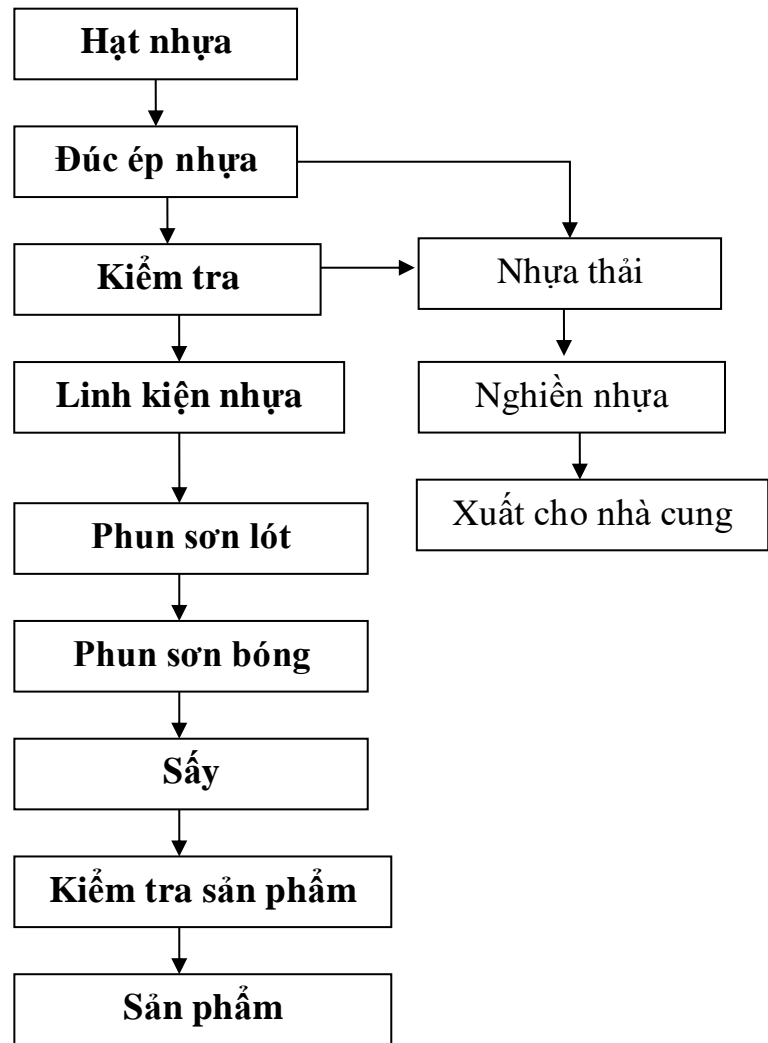 Hạt nhựa
Đúc ép nhựa
Kiểm tra
Nhựa thải
Linh kiện nhựa
Nghiền nhựa
Phun sơn lót
Xuất cho nhà cung
Phun sơn bóng
Sấy
Kiểm tra sản phẩm
Sản phẩm